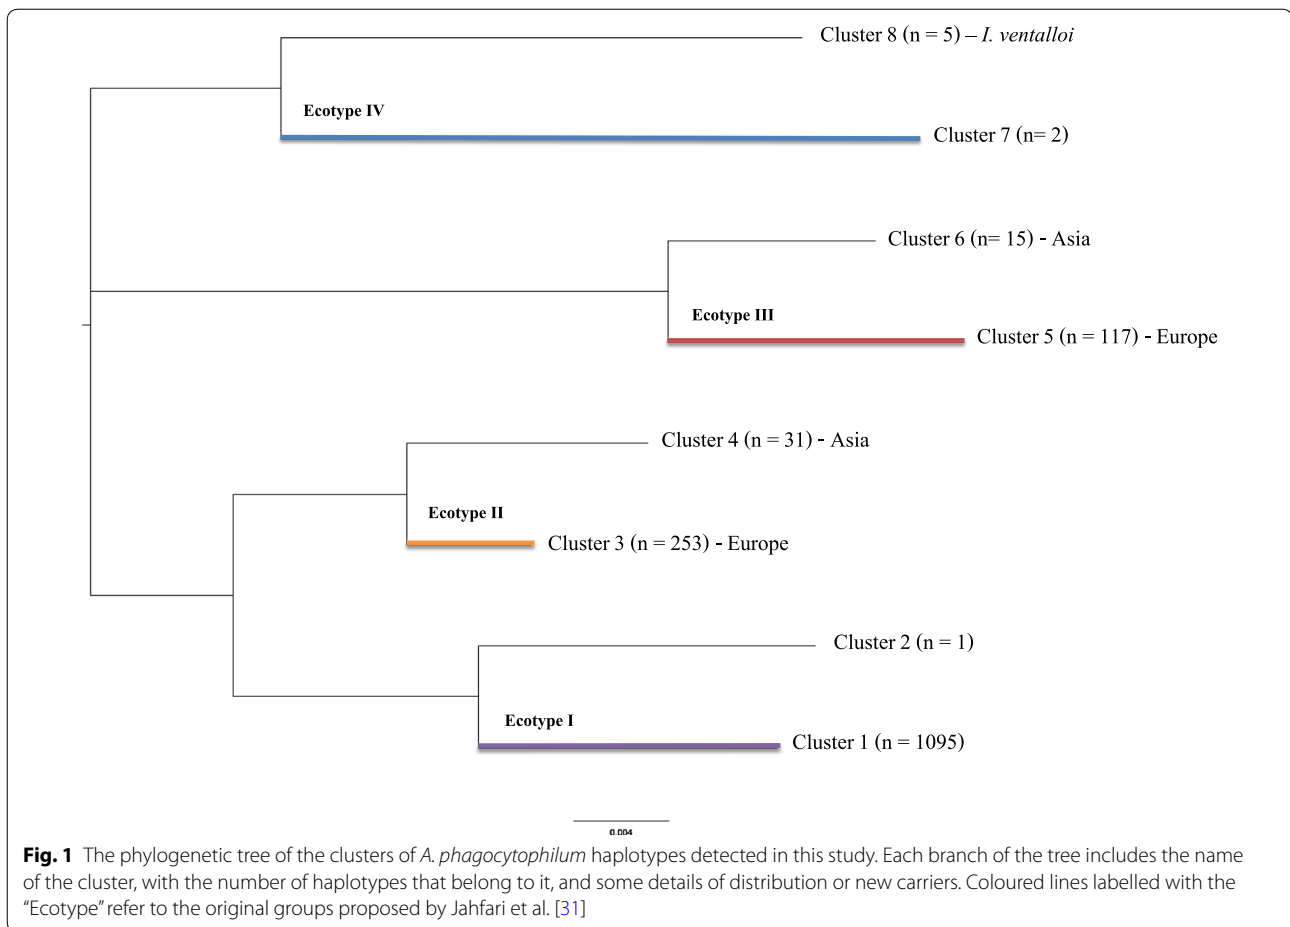 Cluster 8 (n = 5) – I. ventalloi
Ecotype IV
Cluster 7 (n= 2)
Cluster 6 (n= 15) - Asia
Ecotype III
Cluster 5 (n = 117) - Europe
Cluster 4 (n = 31) - Asia
Ecotype II
Cluster 3 (n = 253) - Europe
Cluster 2 (n = 1)
Ecotype I
Cluster 1 (n = 1095)
0.004
Fig. 1 The phylogenetic tree of the clusters of A. phagocytophilum haplotypes detected in this study. Each branch of the tree includes the name
of the cluster, with the number of haplotypes that belong to it, and some details of distribution or new carriers. Coloured lines labelled with the
“Ecotype” refer to the original groups proposed by Jahfari et al. [31]